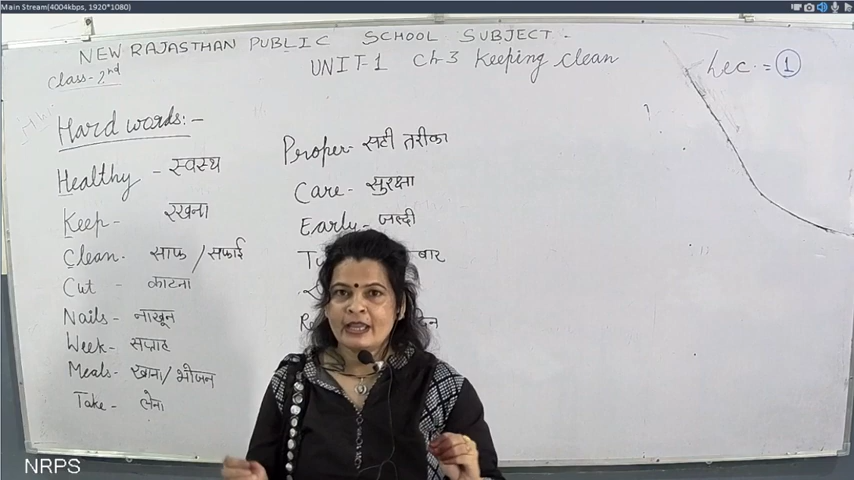 Main Stream(4004kbps, 1920*1080)
NEW RAJASTHAN PUBLIC SCHOOL SUBJECT -
Class-2nd
UNIT-1 Ch-3 Keeping Clean
Lec. = 1
Hard words:-
Healthy - स्वस्थ
Keep - रखना
Clean. साफ / सफाई
Cut - काटना
Nails - नाखून
Week - सप्ताह
Meals - खाना / भोजन
Take - लेना
Proper - सही तरीका
Care - सुरक्षा
Early - जल्दी
NRPS